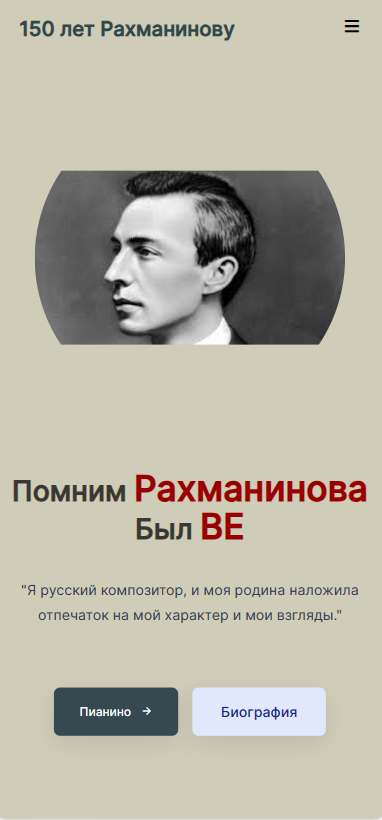 150 лет Рахманинову
Помним Рахманинова
Был ВЕ
"Я русский композитор, и моя родина наложила
отпечаток на мой характер и мои взгляды."
Пианино →
Биография